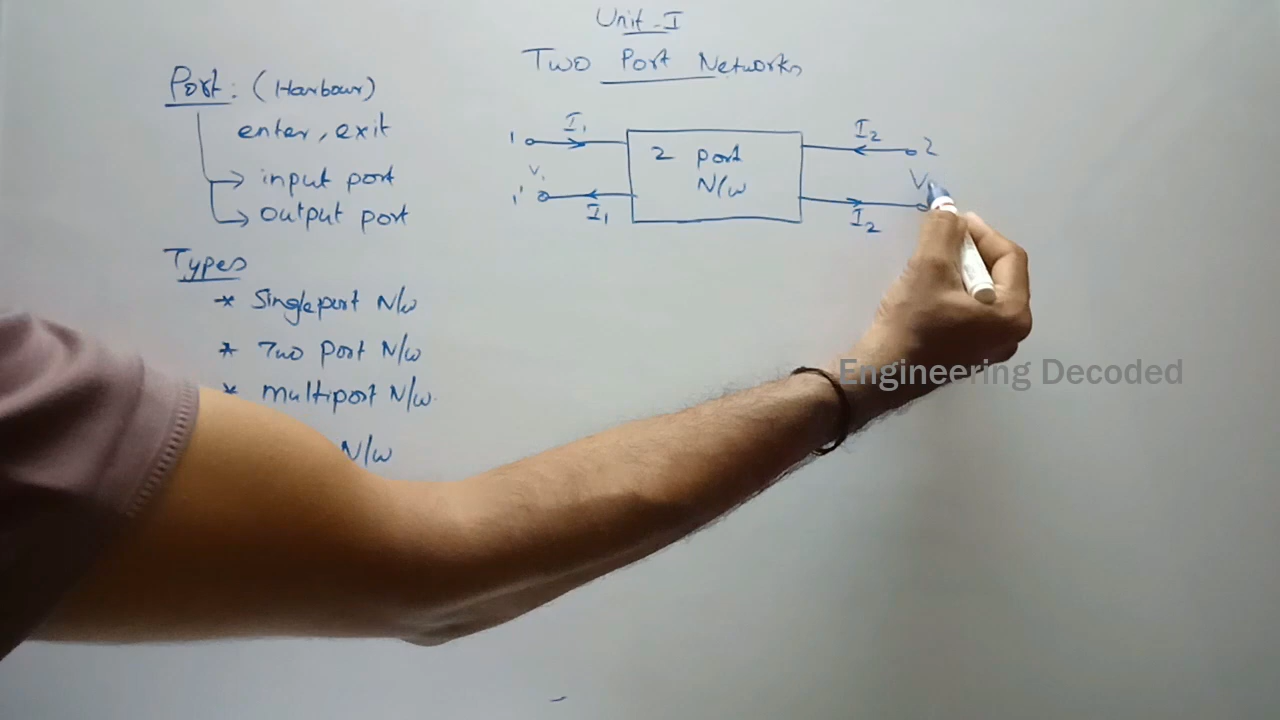 Unit-I
Two Port Networks
Port: (Harbour)
enter, exit
input port
output port
Types
* Single port N/w
* Two port N/w
* multiport N/w.
N/w
1
I1
V1
1'
I1
2 port
N/w
I2
2
V
I2
Engineering Decoded